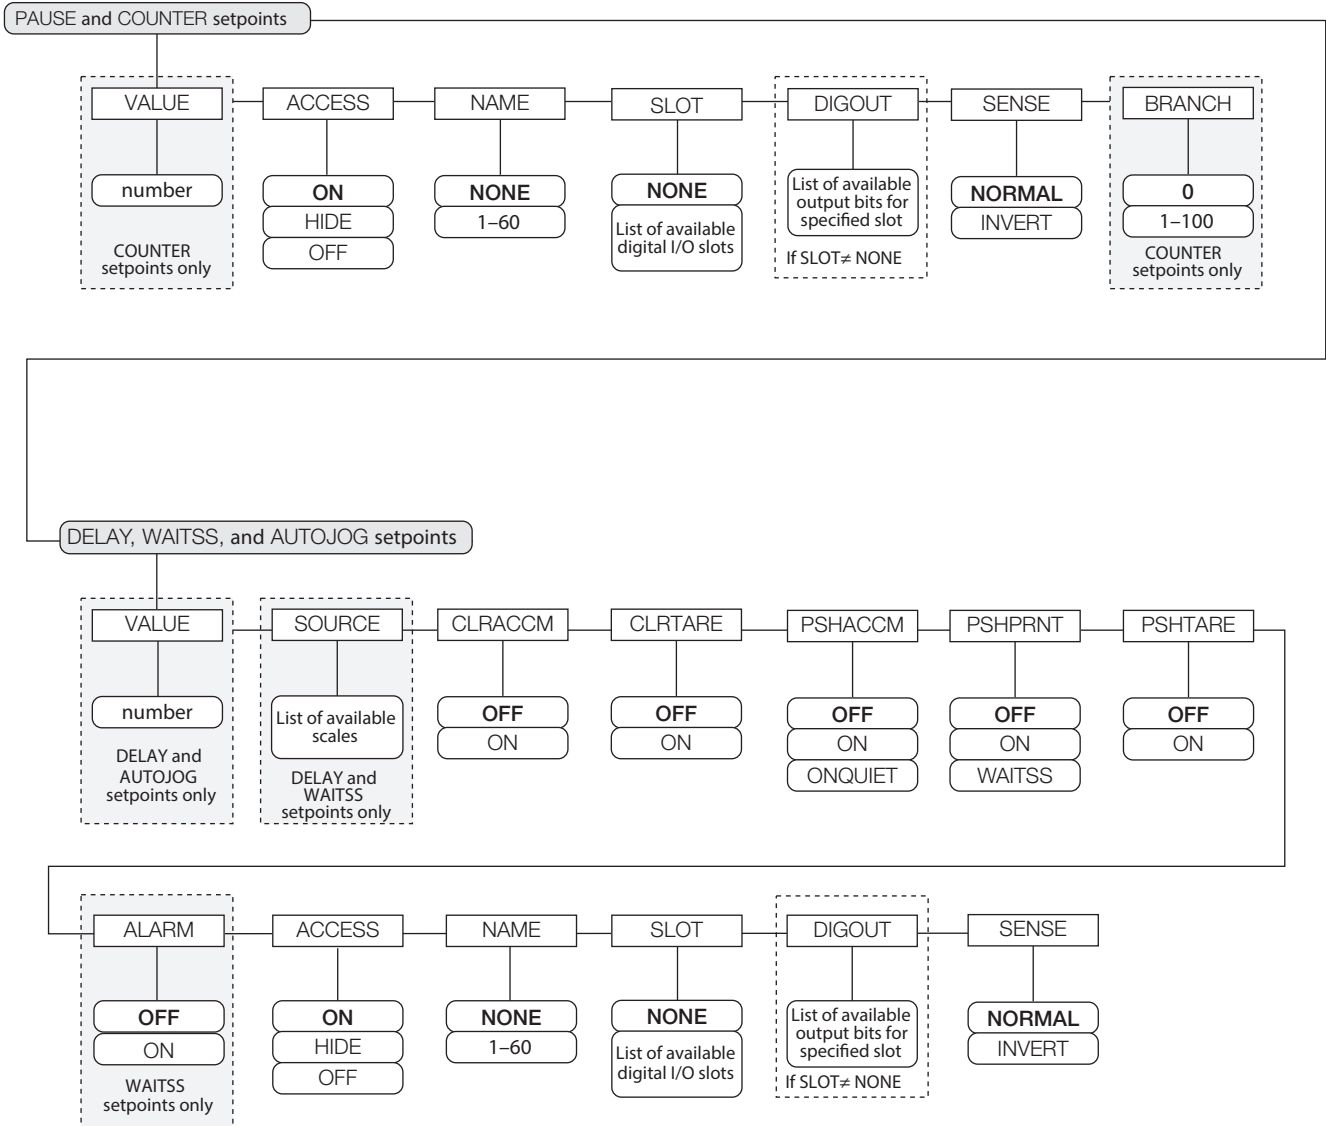 PAUSE and COUNTER setpoints
VALUE
ACCESS
NAME
SLOT
DIGOUT
SENSE
BRANCH
number
COUNTER
setpoints only
ON
HIDE
OFF
NONE
1–60
NONE
List of available
digital I/O slots
List of available
output bits for
specified slot
If SLOT≠ NONE
NORMAL
INVERT
0
1–100
COUNTER
setpoints only
DELAY, WAITSS, and AUTOJOG setpoints
VALUE
SOURCE
CLRACCM
CLRTARE
PSHACCM
PSHPRNT
PSHTARE
number
DELAY and
AUTOJOG
setpoints only
List of available
scales
DELAY and
WAITSS
setpoints only
OFF
ON
OFF
ON
OFF
ON
ONQUIET
OFF
ON
WAITSS
OFF
ON
ALARM
ACCESS
NAME
SLOT
DIGOUT
SENSE
OFF
ON
WAITSS
setpoints only
ON
HIDE
OFF
NONE
1–60
NONE
List of available
digital I/O slots
List of available
output bits for
specified slot
If SLOT≠ NONE
NORMAL
INVERT